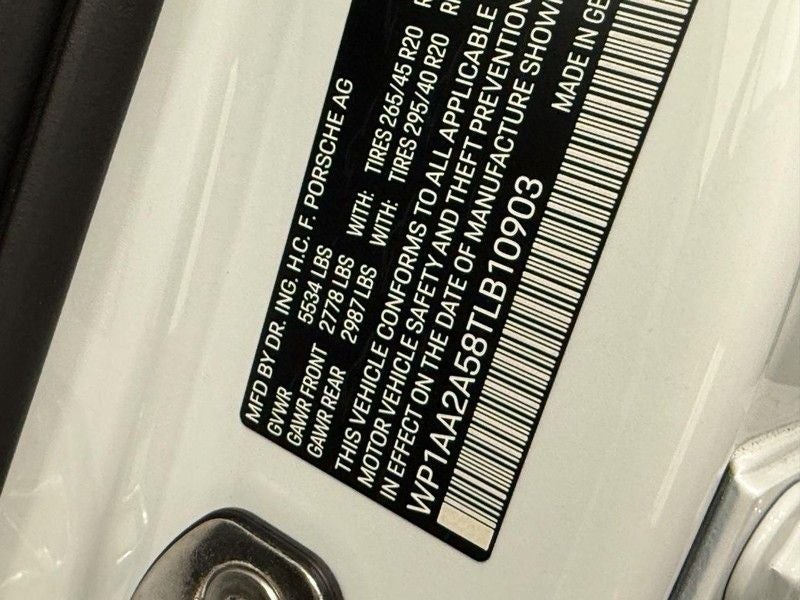 MFD BY DR. ING. H.C. F. PORSCHE AG
GVWR 5534 LBS
GAWR FRONT 2778 LBS WITH: TIRES 265/45 R20
GAWR REAR 2987 LBS WITH: TIRES 295/40 R20
THIS VEHICLE CONFORMS TO ALL APPLICABLE
MOTOR VEHICLE SAFETY AND THEFT PREVENTION
IN EFFECT ON THE DATE OF MANUFACTURE SHOWN
WP1AA2A58TLB10903 MADE IN GE